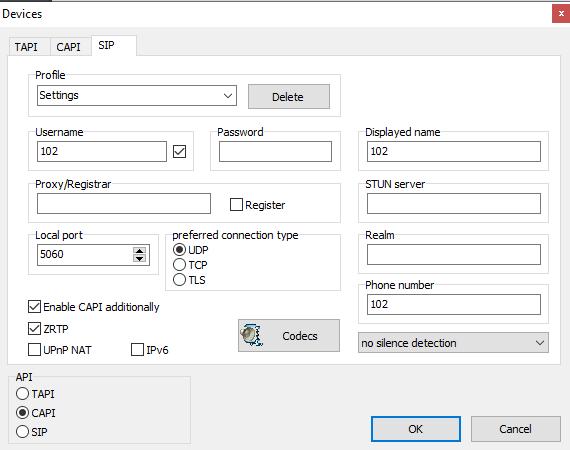 Devices
TAPI CAPI SIP
Profile
Settings
Delete
Username Password Displayed name
102 102
Proxy/Registrar STUN server
Register
Local port preferred connection type Realm
5060
UDP
TCP
TLS
Phone number
102
Enable CAPI additionally
ZRTP
UPnP NAT IPv6
Codecs
no silence detection
API
TAPI
CAPI
SIP
OK Cancel